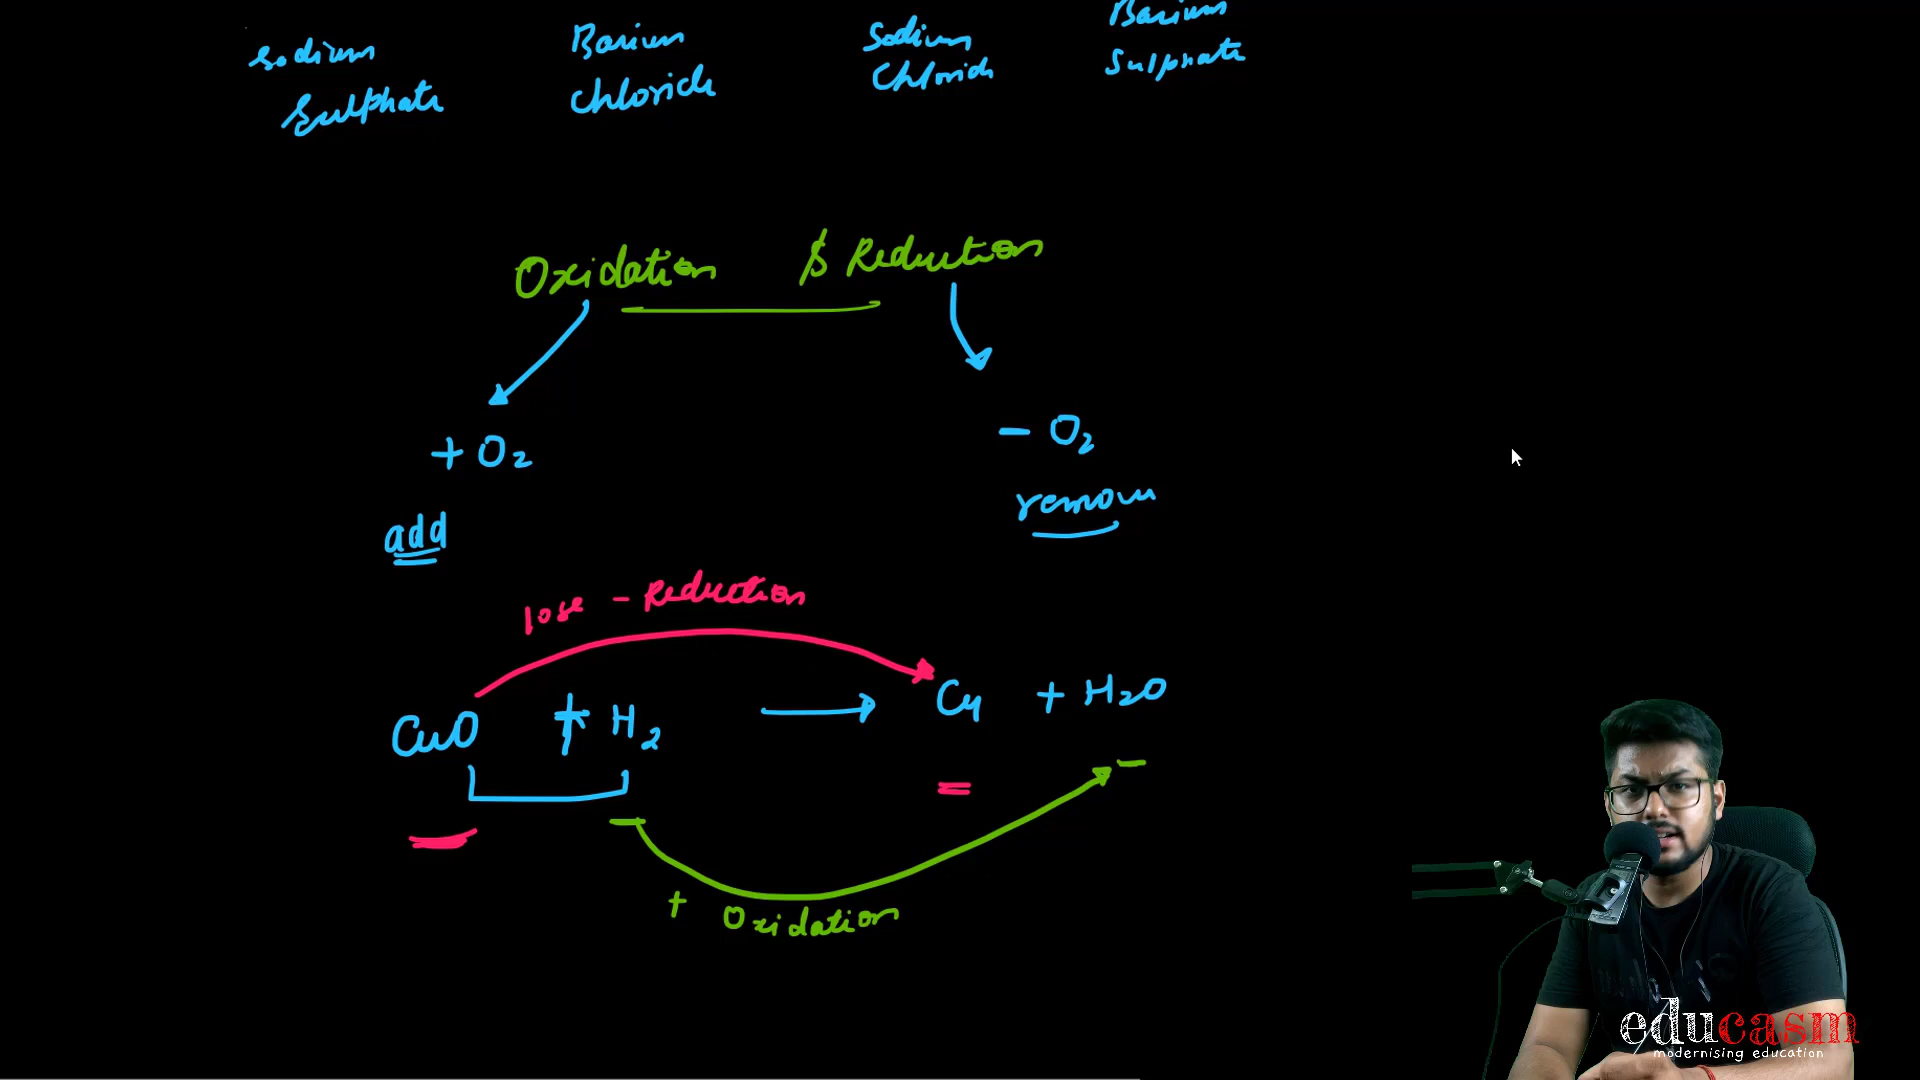 Sodium Barium Sodium Barium
Sulphate Chloride Chlorid Sulphate
Oxidation & Reduction
+ O2 - O2
add remove
lose - Reduction
CuO + H2 → Cu + H2O
+ Oxidation
educasm
modernising education